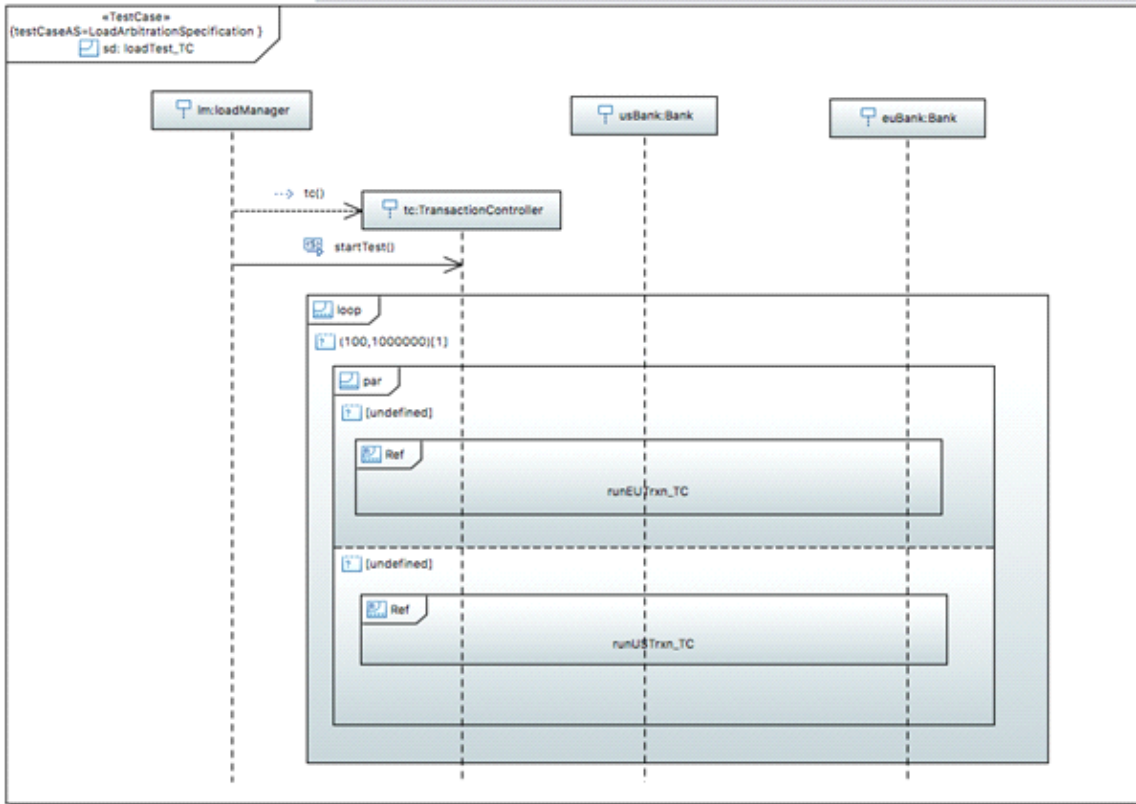 «TestCase»
{testCaseAS=LoadArbitrationSpecification }
sd: loadTest_TC
lm:loadManager
usBank:Bank
euBank:Bank
tc()
tc:TransactionController
startTest()
loop
(100,1000000)[1]
par
[undefined]
Ref
runEUTrxn_TC
[undefined]
Ref
runUSTrxn_TC